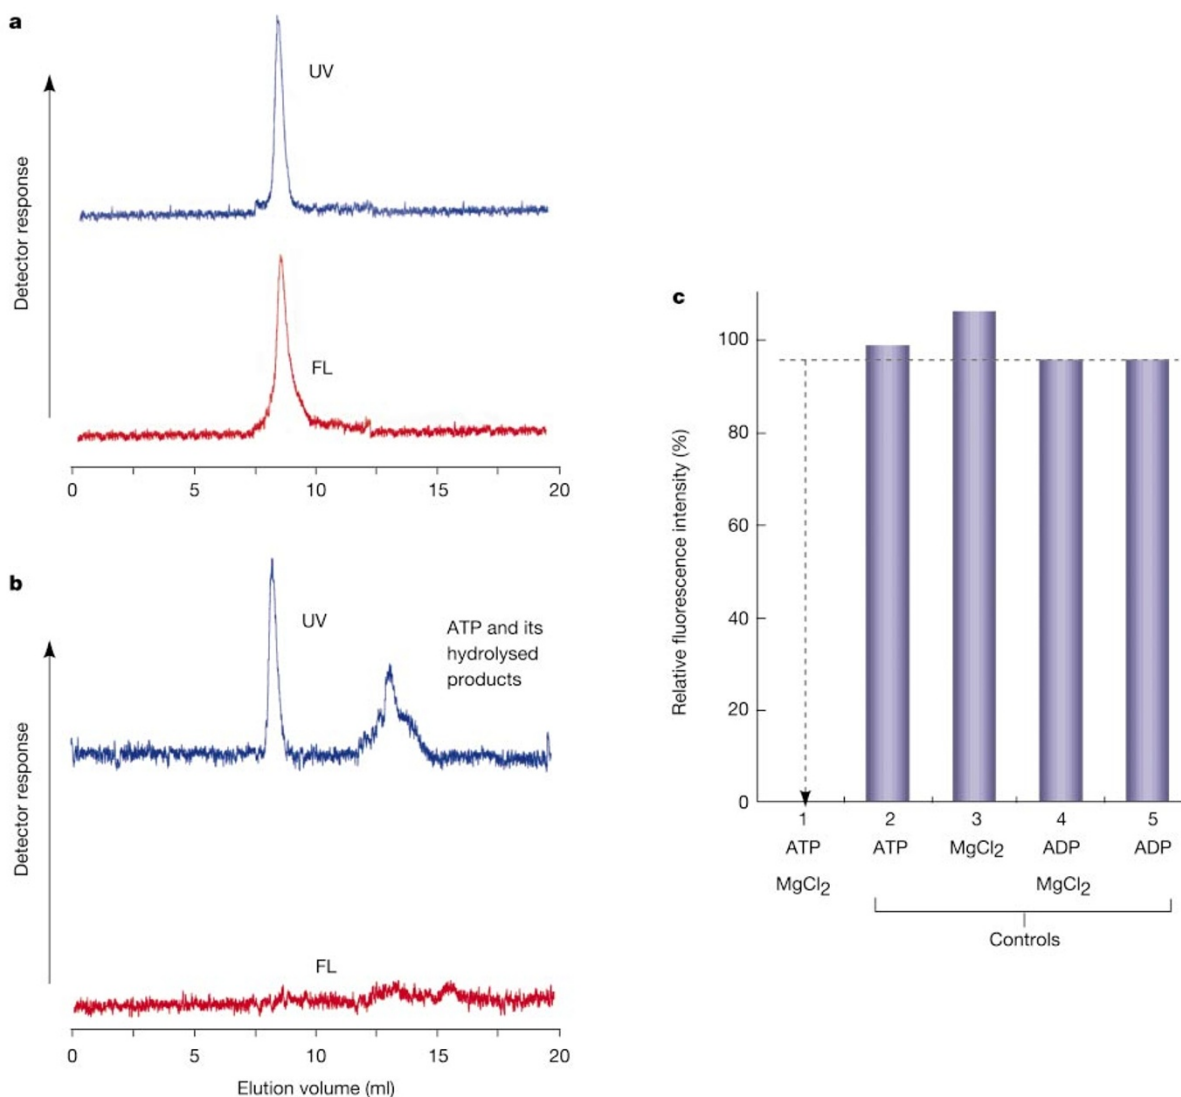 a
UV
Detector response
FL
0 5 10 15 20
b
UV
ATP and its
hydrolysed
products
Detector response
FL
0 5 10 15 20
Elution volume (ml)
c
Relative fluorescence intensity (%)
100
80
60
40
20
0
1 2 3 4 5
ATP ATP MgCl2 ADP ADP
MgCl2 MgCl2
Controls